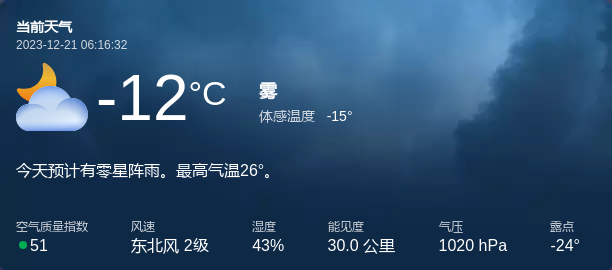 当前天气
2023-12-21 06:16:32
-12°C
雾
体感温度 -15°
今天预计有零星阵雨。最高气温26°。
空气质量指数 风速 湿度 能见度 气压 露点
51 东北风 2级 43% 30.0 公里 1020 hPa -24°